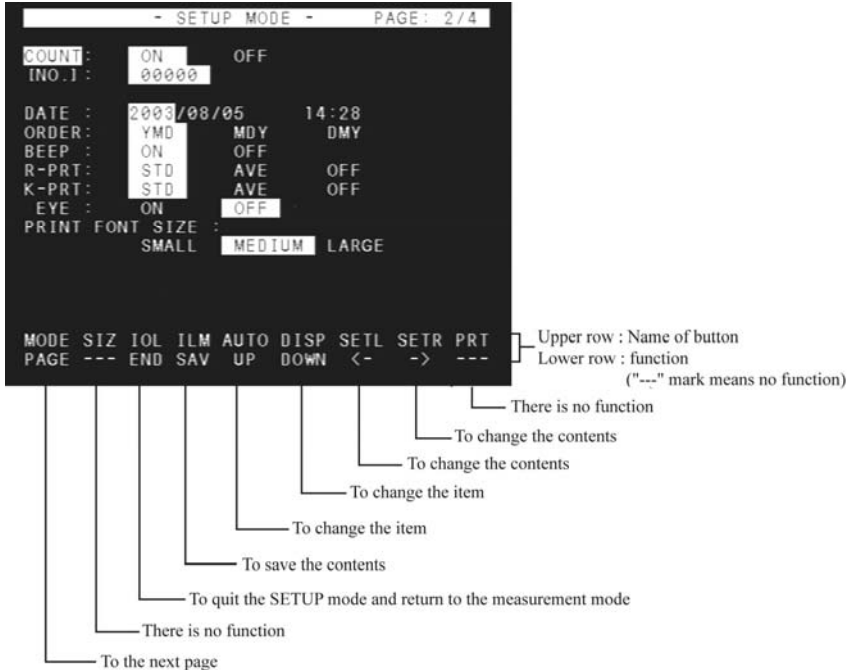 - SETUP MODE - PAGE: 2/4
COUNT: ON OFF
[NO.]: 00000
DATE : 2003/08/05 14:28
ORDER: YMD MDY DMY
BEEP : ON OFF
R-PRT: STD AVE OFF
K-PRT: STD AVE OFF
EYE : ON OFF
PRINT FONT SIZE :
SMALL MEDIUM LARGE
MODE SIZ IOL ILM AUTO DISP SETL SETR PRT
PAGE --- END SAV UP DOWN <- -> ---
Upper row : Name of button
Lower row : function
("---" mark means no function)
There is no function
To change the contents
To change the contents
To change the item
To change the item
To save the contents
To quit the SETUP mode and return to the measurement mode
There is no function
To the next page